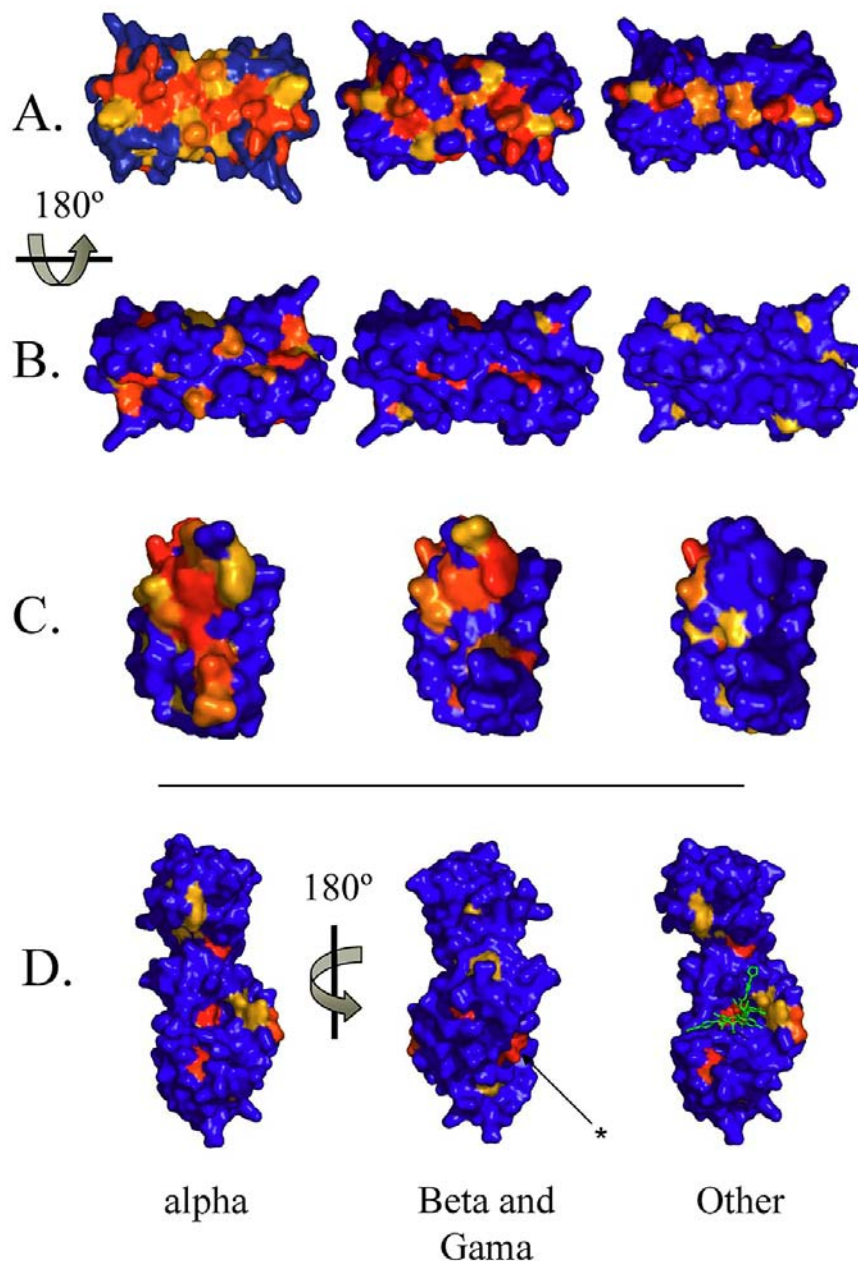 A.
180º
B.
C.
180º
D.
*
alpha
Beta and
Gama
Other